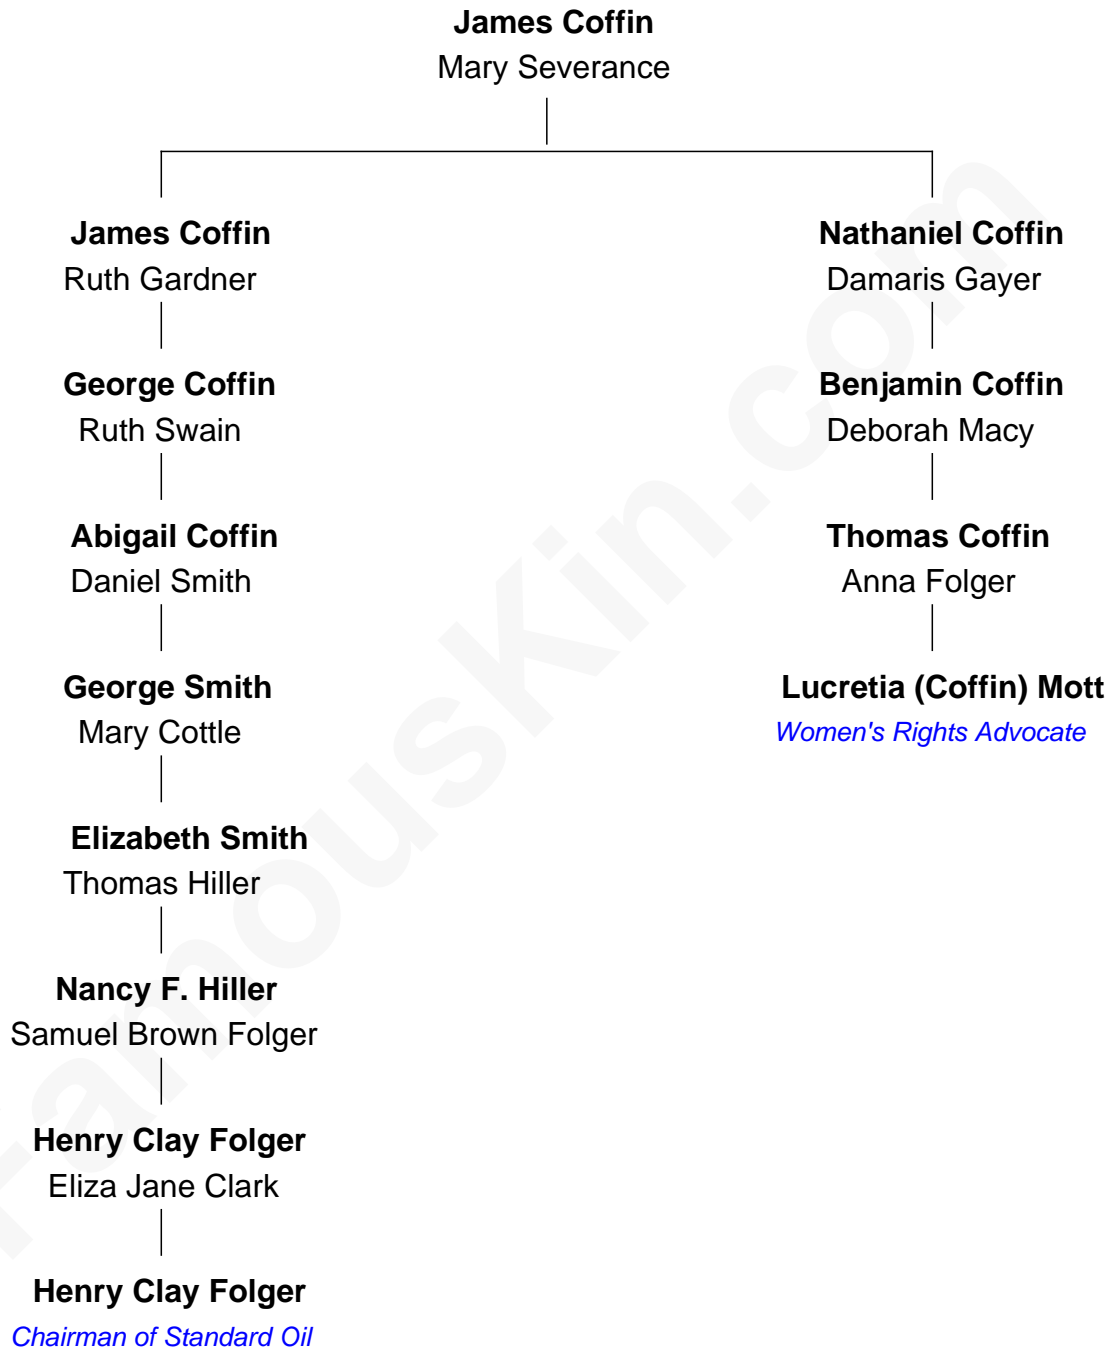 James Coffin
Mary Severance
James Coffin
Ruth Gardner
George Coffin
Ruth Swain
Abigail Coffin
Daniel Smith
George Smith
Mary Cottle
Elizabeth Smith
Thomas Hiller
Nancy F. Hiller
Samuel Brown Folger
Henry Clay Folger
Eliza Jane Clark
Henry Clay Folger
Chairman of Standard Oil
Nathaniel Coffin
Damaris Gayer
Benjamin Coffin
Deborah Macy
Thomas Coffin
Anna Folger
Lucretia (Coffin) Mott
Women's Rights Advocate
FamousKin.com